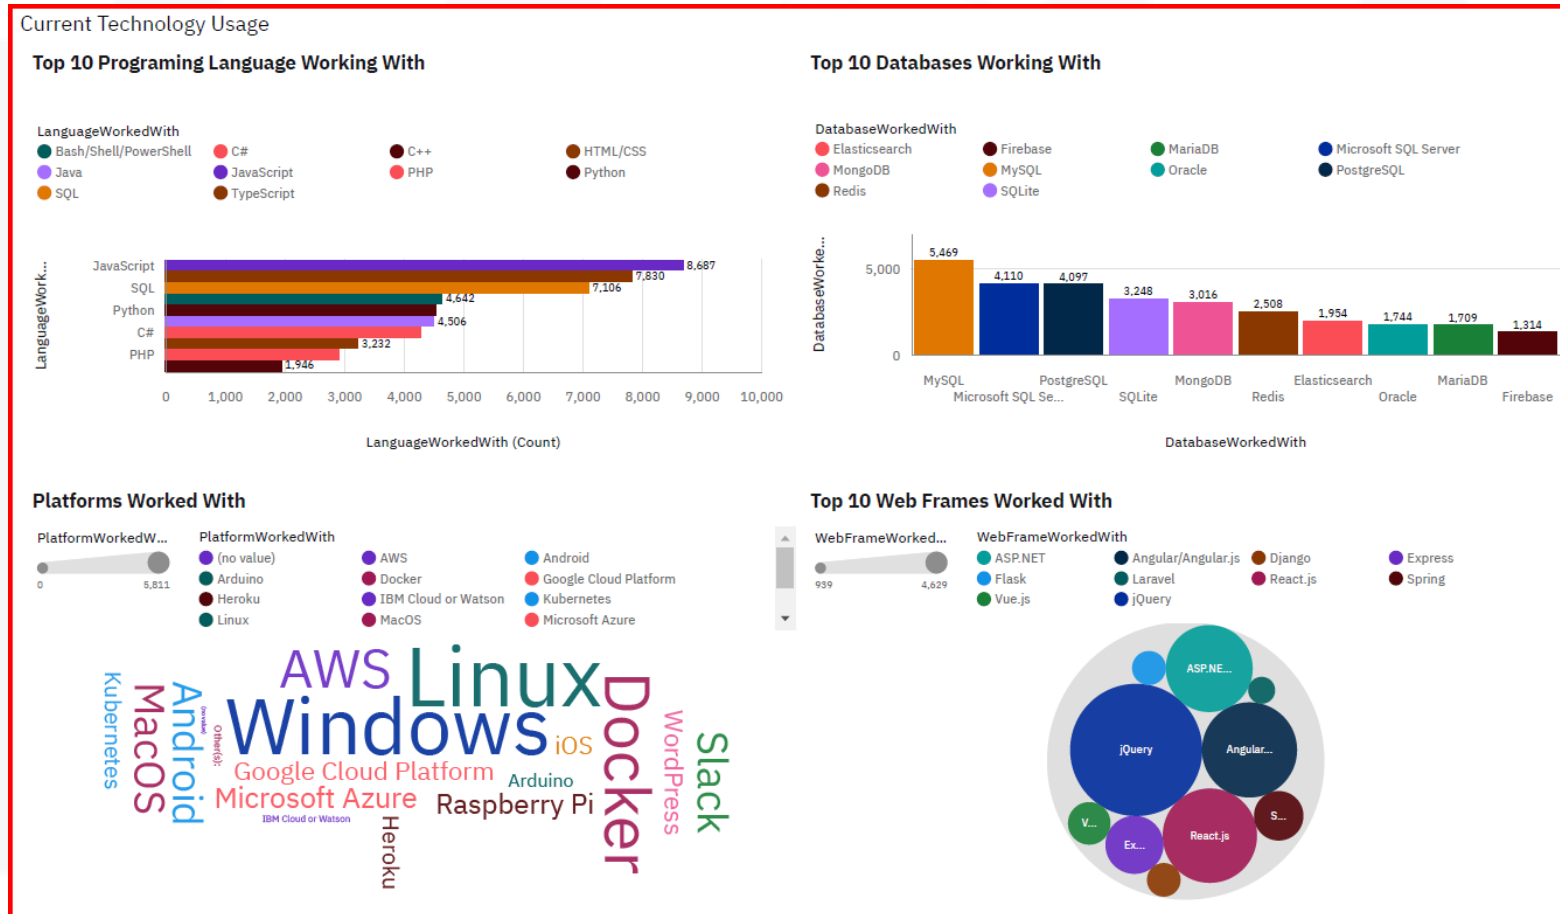 Current Technology Usage
Top 10 Programing Language Working With
LanguageWorkedWith
Bash/Shell/PowerShell C# C++ HTML/CSS
Java JavaScript PHP Python
SQL TypeScript
LanguageWork...
JavaScript 8,687
7,830
SQL 7,106
4,642
Python
4,506
C#
3,232
PHP
1,946
0 1,000 2,000 3,000 4,000 5,000 6,000 7,000 8,000 9,000 10,000
LanguageWorkedWith (Count)
Top 10 Databases Working With
DatabaseWorkedWith
Elasticsearch Firebase MariaDB Microsoft SQL Server
MongoDB MySQL Oracle PostgreSQL
Redis SQLite
DatabaseWorke...
5,000
0
5,469 4,110 4,097 3,248 3,016 2,508 1,954 1,744 1,709 1,314
MySQL PostgreSQL MongoDB Elasticsearch MariaDB
Microsoft SQL Se... SQLite Redis Oracle Firebase
DatabaseWorkedWith
Platforms Worked With
PlatformWorkedW...
0 5,811
PlatformWorkedWith
(no value) AWS Android
Arduino Docker Google Cloud Platform
Heroku IBM Cloud or Watson Kubernetes
Linux MacOS Microsoft Azure
Kubernetes
MacOS
Android
(no value)
Other(s):
AWS
Linux
Windows
iOS
Google Cloud Platform
Arduino
Microsoft Azure
Raspberry Pi
IBM Cloud or Watson
Heroku
Docker
WordPress
Slack
Top 10 Web Frames Worked With
WebFrameWorked...
939 4,629
WebFrameWorkedWith
ASP.NET Angular/Angular.js Django Express
Flask Laravel React.js Spring
Vue.js jQuery
ASP.NE...
jQuery
Angular...
V...
Ex...
React.js
S...